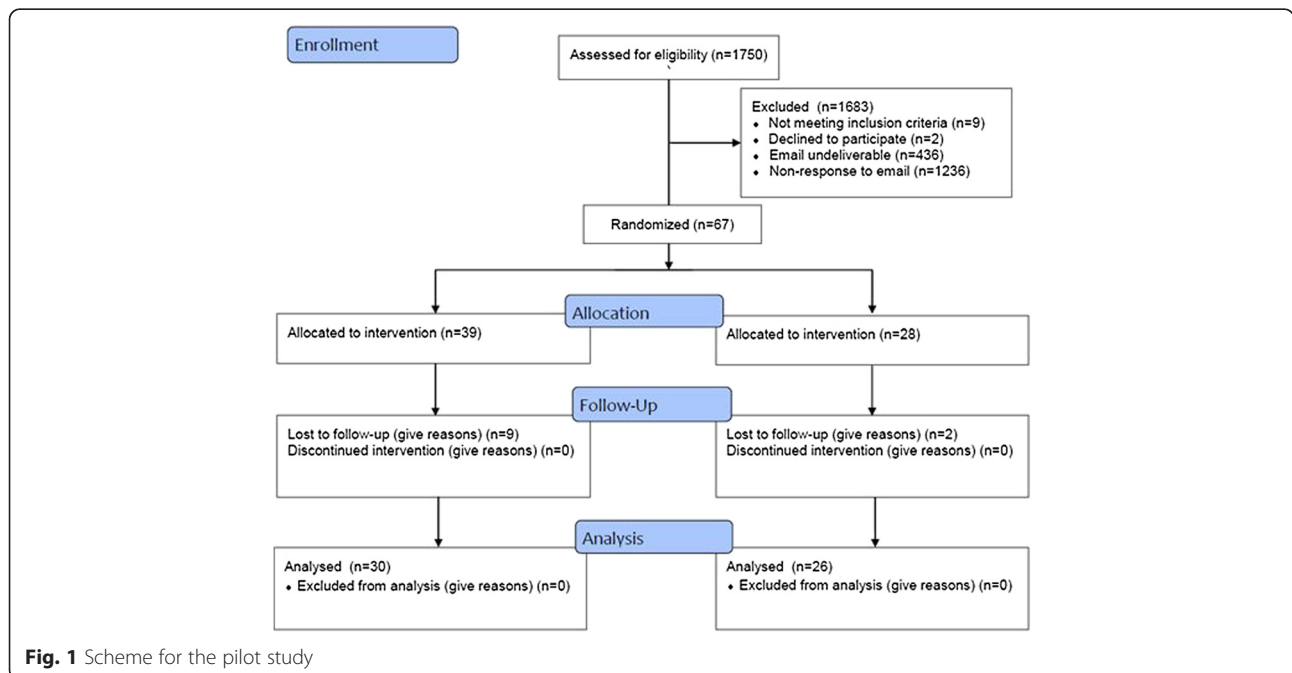 Enrollment
Assessed for eligibility (n=1750)
Excluded (n=1683)
⬥ Not meeting inclusion criteria (n=9)
⬥ Declined to participate (n=2)
⬥ Email undeliverable (n=436)
⬥ Non-response to email (n=1236)
Randomized (n=67)
Allocation
Allocated to intervention (n=39)
Allocated to intervention (n=28)
Follow-Up
Lost to follow-up (give reasons) (n=9)
Discontinued intervention (give reasons) (n=0)
Lost to follow-up (give reasons) (n=2)
Discontinued intervention (give reasons) (n=0)
Analysis
Analysed (n=30)
⬥ Excluded from analysis (give reasons) (n=0)
Analysed (n=26)
⬥ Excluded from analysis (give reasons) (n=0)
Fig. 1 Scheme for the pilot study